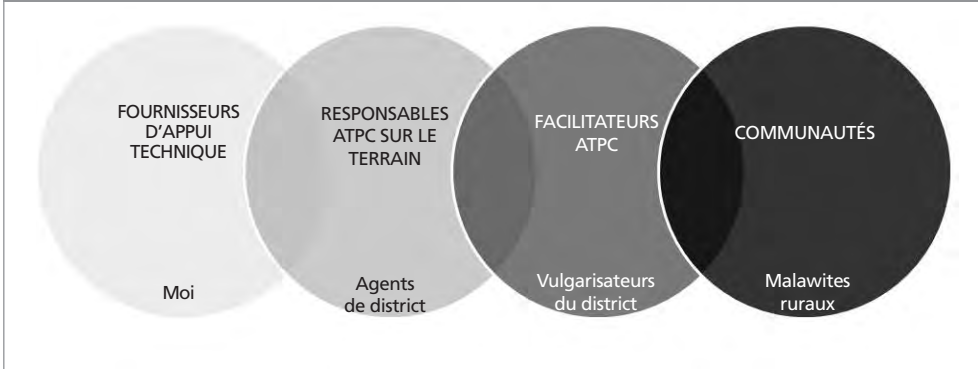 FOURNISSEURS
D'APPUI
TECHNIQUE
Moi
RESPONSABLES
ATPC SUR LE
TERRAIN
Agents
de district
FACILITATEURS
ATPC
Vulgarisateurs
du district
COMMUNAUTÉS
Malawites
ruraux